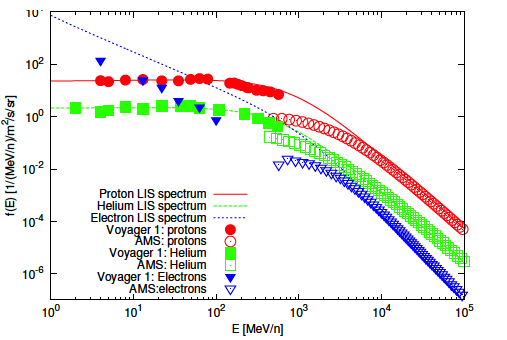 10⁴
10²
10⁰
10⁻²
10⁻⁴
10⁻⁶
f(E) [1/(MeV/n)/m²/s/sr]
Proton LIS spectrum
Helium LIS spectrum
Electron LIS spectrum
Voyager 1: protons
AMS: protons
Voyager 1: Helium
AMS: Helium
Voyager 1: Electrons
AMS:electrons
10⁰ 10¹ 10² 10³ 10⁴ 10⁵
E [MeV/n]